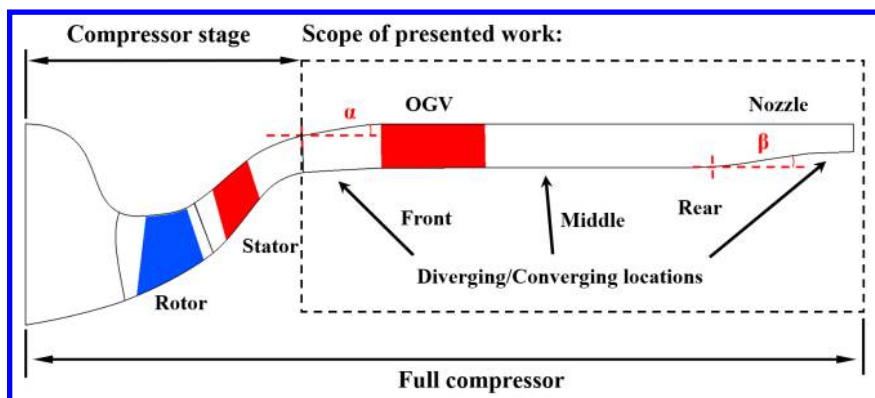 Compressor stage
Scope of presented work:
α
OGV
Nozzle
β
Front
Middle
Rear
Stator
Rotor
Diverging/Converging locations
Full compressor